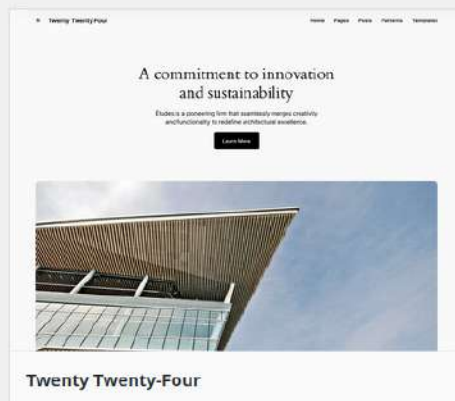 Twenty Twenty-Four
Home Pages Posts Patterns Templates
A commitment to innovation
and sustainability
Études is a pioneering firm that seamlessly merges creativity
and functionality to redefine architectural excellence.
Learn More
Twenty Twenty-Four